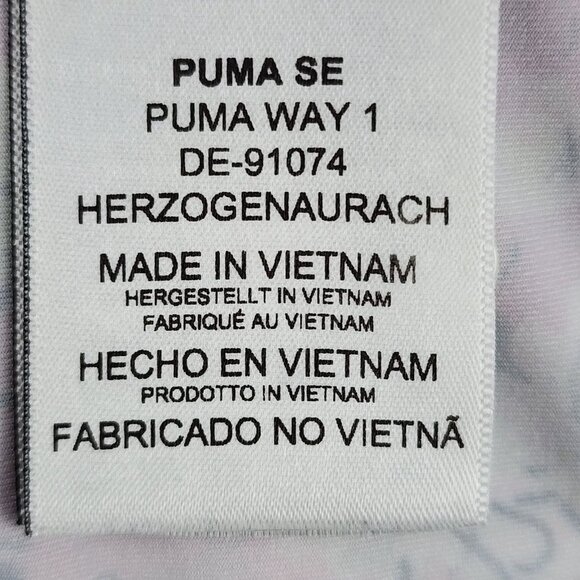 PUMA SE
PUMA WAY 1
DE-91074
HERZOGENAURACH
MADE IN VIETNAM
HERGESTELLT IN VIETNAM
FABRIQUÉ AU VIETNAM
HECHO EN VIETNAM
PRODOTTO IN VIETNAM
FABRICADO NO VIETNÃ